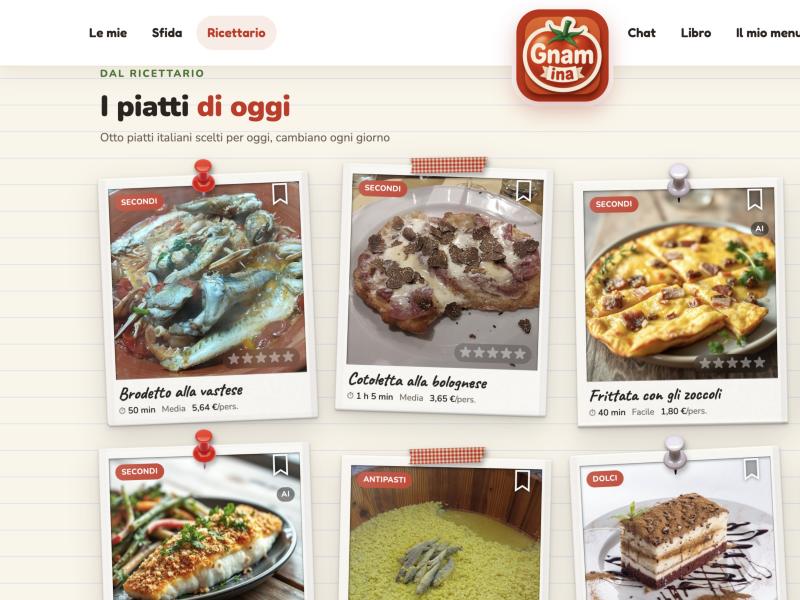 Le mie Sfida Ricettario
Gnam
ina
Chat Libro Il mio menu
DAL RICETTARIO
I piatti di oggi
Otto piatti italiani scelti per oggi, cambiano ogni giorno
SECONDI
Brodetto alla vastese
50 min Media 5,64 €/pers.
SECONDI
Cotoletta alla bolognese
1 h 5 min Media 3,65 €/pers.
SECONDI
AI
Frittata con gli zoccoli
40 min Facile 1,80 €/pers.
SECONDI
AI
ANTIPASTI
DOLCI